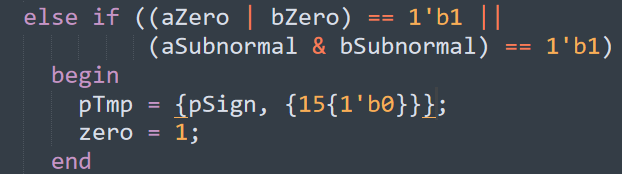 else if ((aZero | bZero) == 1'b1 ||
(aSubnormal & bSubnormal) == 1'b1)
begin
pTmp = {pSign, {15{1'b0}}};
zero = 1;
end